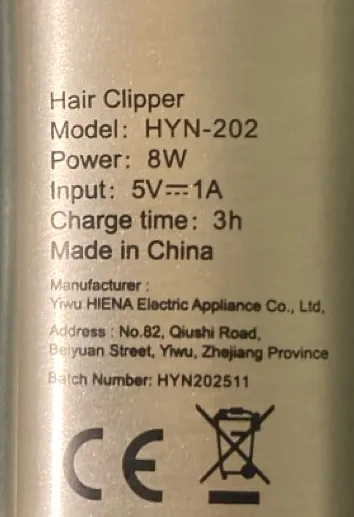 Hair Clipper
Model: HYN-202
Power: 8W
Input: 5V⎓1A
Charge time: 3h
Made in China
Manufacturer :
Yiwu HIENA Electric Appliance Co., Ltd,
Address : No.82, Qiushi Road,
Beiyuan Street, Yiwu, Zhejiang Province
Batch Number: HYN202511
CE